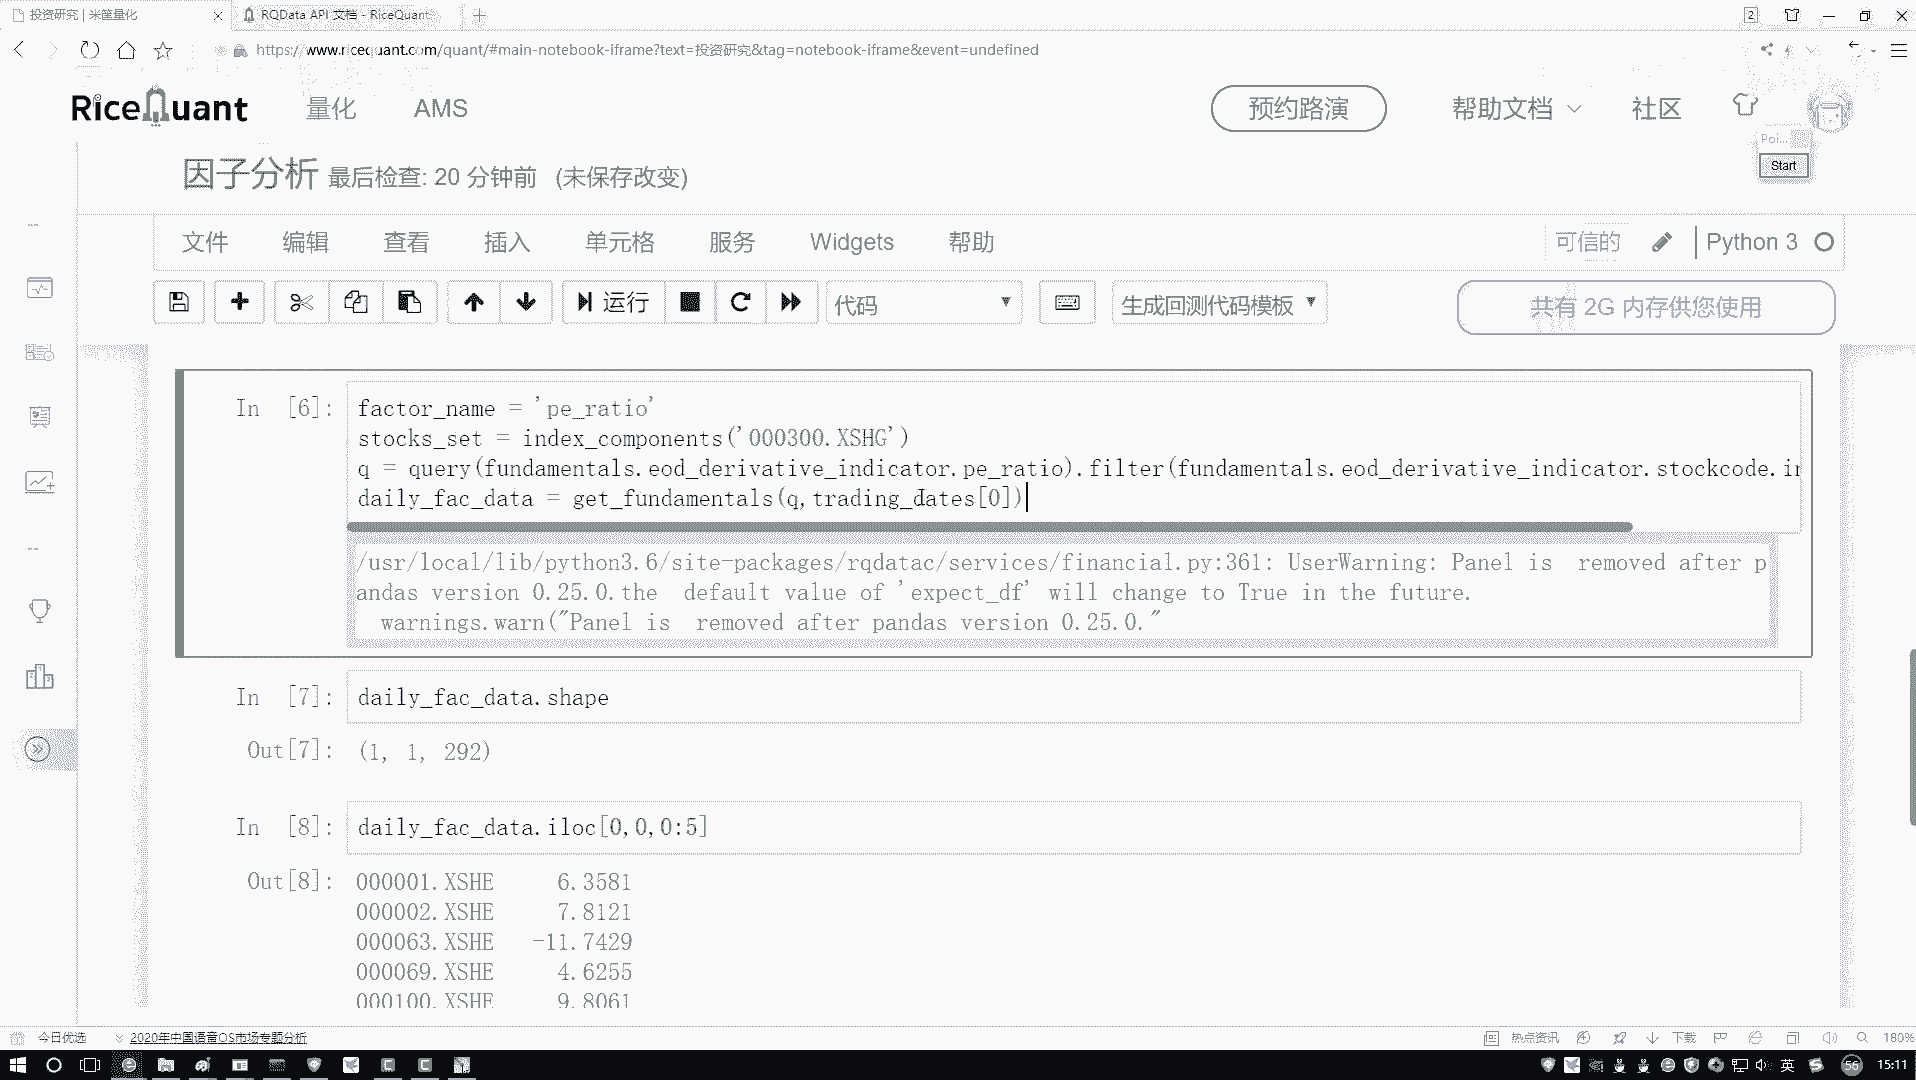 投资研究 | 米筐量化
RQData API 文档 - RiceQuant
2
https://www.ricequant.com/quant/#main-notebook-iframe?text=投资研究&tag=notebook-iframe&event=undefined
RiceQuant 量化 AMS 预约路演 帮助文档 社区
Poi...
Start
因子分析 最后检查: 20 分钟前 (未保存改变)
文件 编辑 查看 插入 单元格 服务 Widgets 帮助 可信的 Python 3
运行 代码 生成回测代码模板 共有 2G 内存供您使用
In [6]: factor_name = 'pe_ratio'
stocks_set = index_components('000300.XSHG')
q = query(fundamentals.eod_derivative_indicator.pe_ratio).filter(fundamentals.eod_derivative_indicator.stockcode.in
daily_fac_data = get_fundamentals(q,trading_dates[0])
/usr/local/lib/python3.6/site-packages/rqdatac/services/financial.py:361: UserWarning: Panel is  removed after p
andas version 0.25.0.the  default value of 'expect_df' will change to True in the future.
warnings.warn("Panel is  removed after pandas version 0.25.0."
In [7]: daily_fac_data.shape
Out[7]: (1, 1, 292)
In [8]: daily_fac_data.iloc[0,0,0:5]
Out[8]: 000001.XSHE 6.3581
000002.XSHE 7.8121
000063.XSHE -11.7429
000069.XSHE 4.6255
000100.XSHE 9.8061
今日优选 2020年中国语音OS市场专题分析 热点资讯 下载 180%
英 56 15:11